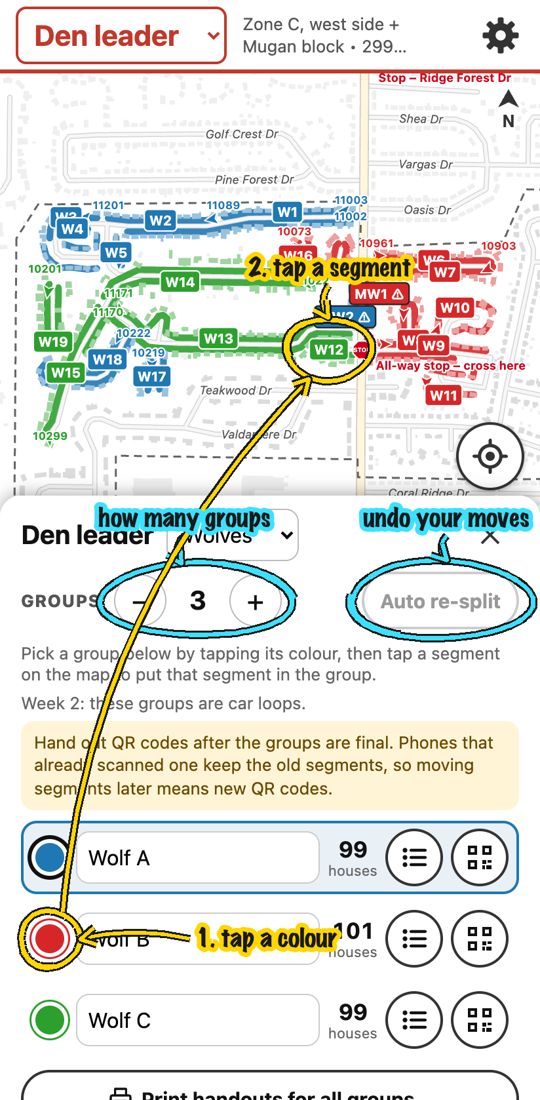 Den leader
Zone C, west side +
Mugan block • 299...
Stop – Ridge Forest Dr
Shea Dr
N
Golf Crest Dr
Vargas Dr
Pine Forest Dr
Oasis Dr
11201
11089
11003
11002
W3
W4
W2
W1
W5
10073
W16
10961
10903
W6
W7
2. tap a segment
10201
11171
W14
MW1 ⚠
11170
W2 ⚠
W10
W19
10222
W13
W12
STOP
W9
W15
W18
10219
W17
All-way stop – cross here
W11
Teakwood Dr
10299
Valdamere Dr
Coral Ridge Dr
how many groups
undo your moves
Den leader
Wolves
GROUPS
− 3 +
Auto re-split
Pick a group below by tapping its colour, then tap a segment
on the map to put that segment in the group.
Week 2: these groups are car loops.
Hand out QR codes after the groups are final. Phones that
already scanned one keep the old segments, so moving
segments later means new QR codes.
Wolf A
99
houses
Wolf B
1. tap a colour
101
houses
Wolf C
99
houses
Print handouts for all groups